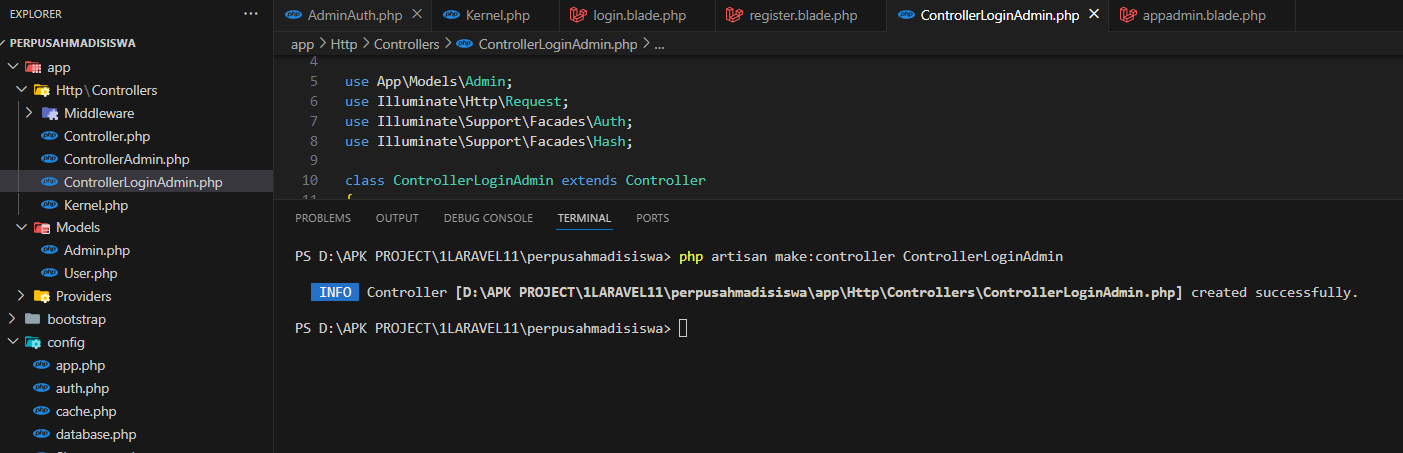 EXPLORER ···
PERPUSAHMADISISWA
app
Http\Controllers
Middleware
Controller.php
ControllerAdmin.php
ControllerLoginAdmin.php
Kernel.php
Models
Admin.php
User.php
Providers
bootstrap
config
app.php
auth.php
cache.php
database.php
AdminAuth.php Kernel.php login.blade.php register.blade.php ControllerLoginAdmin.php appadmin.blade.php
app > Http > Controllers > ControllerLoginAdmin.php > ...
4
5 use App\Models\Admin;
6 use Illuminate\Http\Request;
7 use Illuminate\Support\Facades\Auth;
8 use Illuminate\Support\Facades\Hash;
9
10 class ControllerLoginAdmin extends Controller
11 {
PROBLEMS OUTPUT DEBUG CONSOLE TERMINAL PORTS
PS D:\APK PROJECT\1LARAVEL11\perpusahmadisiswa> php artisan make:controller ControllerLoginAdmin
INFO Controller [D:\APK PROJECT\1LARAVEL11\perpusahmadisiswa\app\Http\Controllers\ControllerLoginAdmin.php] created successfully.
PS D:\APK PROJECT\1LARAVEL11\perpusahmadisiswa>